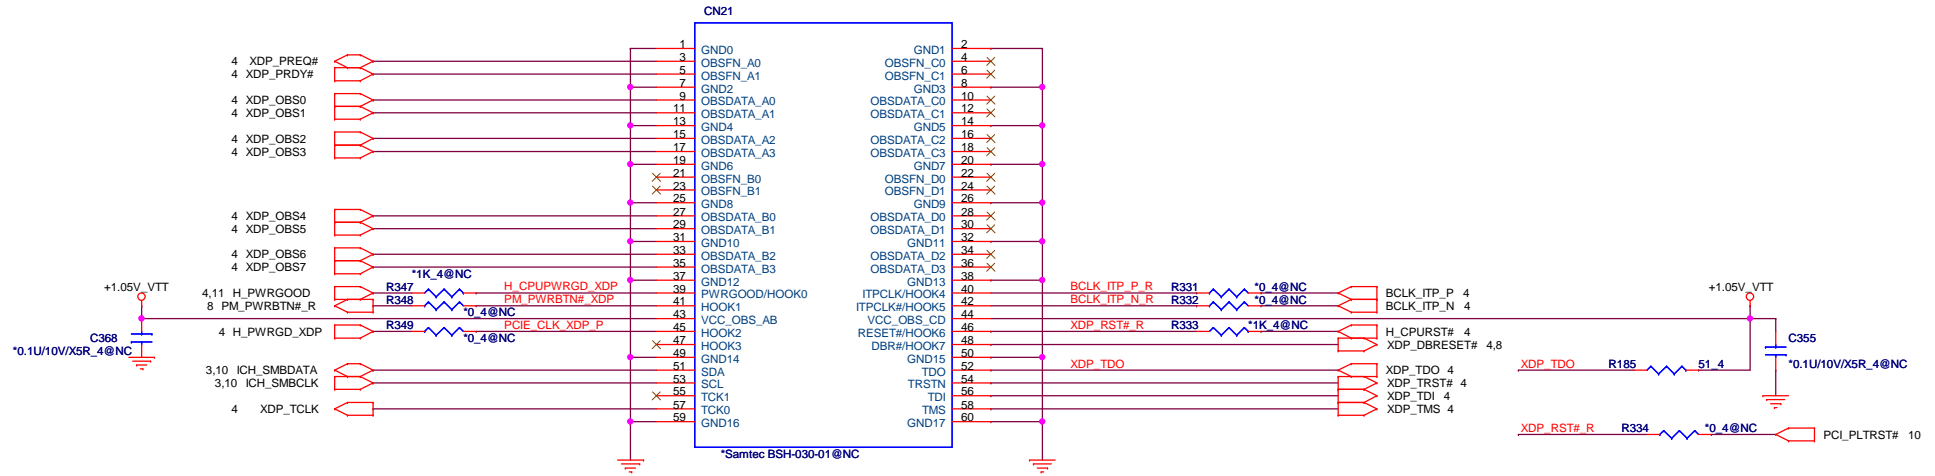 CN21
4 XDP_PREQ# 1 GND0 GND1 2
3 OBSFN_A0 OBSFN_C0 4
4 XDP_PRDY# 5 OBSFN_A1 OBSFN_C1 6
7 GND2 GND3 8
4 XDP_OBS0 9 OBSDATA_A0 OBSDATA_C0 10
4 XDP_OBS1 11 OBSDATA_A1 OBSDATA_C1 12
13 GND4 GND5 14
4 XDP_OBS2 15 OBSDATA_A2 OBSDATA_C2 16
4 XDP_OBS3 17 OBSDATA_A3 OBSDATA_C3 18
19 GND6 GND7 20
21 OBSFN_B0 OBSFN_D0 22
23 OBSFN_B1 OBSFN_D1 24
25 GND8 GND9 26
4 XDP_OBS4 27 OBSDATA_B0 OBSDATA_D0 28
4 XDP_OBS5 29 OBSDATA_B1 OBSDATA_D1 30
31 GND10 GND11 32
4 XDP_OBS6 33 OBSDATA_B2 OBSDATA_D2 34
4 XDP_OBS7 35 OBSDATA_B3 OBSDATA_D3 36
*1K_4@NC 37 GND12 GND13 38
+1.05V_VTT 4,11 H_PWRGOOD R347 H_CPUPWRGD_XDP 39 PWRGOOD/HOOK0 ITPCLK/HOOK4 40 BCLK_ITP_P_R R331 *0_4@NC BCLK_ITP_P 4 +1.05V_VTT
8 PM_PWRBTN#_R R348 PM_PWRBTN#_XDP 41 HOOK1 ITPCLK#/HOOK5 42 BCLK_ITP_N_R R332 *0_4@NC BCLK_ITP_N 4
*0_4@NC 43 VCC_OBS_AB VCC_OBS_CD 44
4 H_PWRGD_XDP R349 PCIE_CLK_XDP_P 45 HOOK2 RESET#/HOOK6 46 XDP_RST#_R R333 *1K_4@NC H_CPURST# 4
C368 *0_4@NC 47 HOOK3 DBR#/HOOK7 48 XDP_DBRESET# 4,8 C355
*0.1U/10V/X5R_4@NC 49 GND14 GND15 50
3,10 ICH_SMBDATA 51 SDA TDO 52 XDP_TDO XDP_TDO 4 XDP_TDO R185 51_4 *0.1U/10V/X5R_4@NC
3,10 ICH_SMBCLK 53 SCL TRSTN 54 XDP_TRST# 4
55 TCK1 TDI 56 XDP_TDI 4
4 XDP_TCLK 57 TCK0 TMS 58 XDP_TMS 4
59 GND16 GND17 60
XDP_RST#_R R334 *0_4@NC PCI_PLTRST# 10
*Samtec BSH-030-01@NC